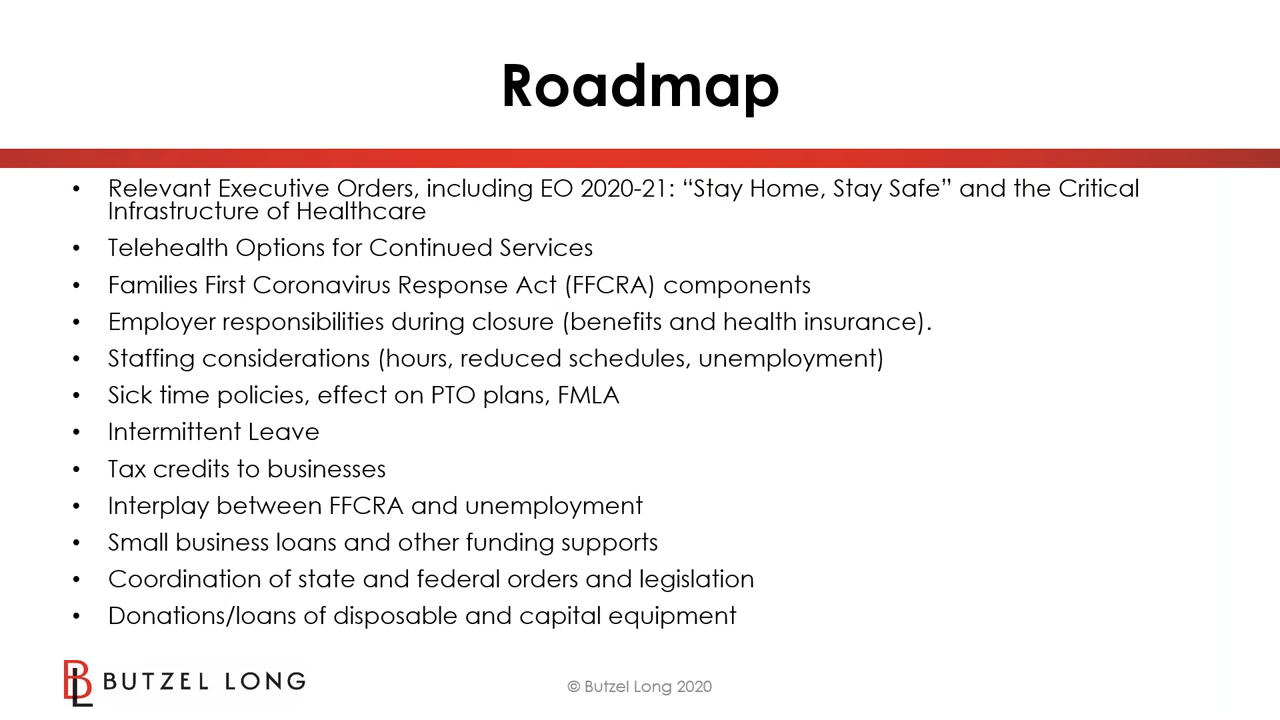 Roadmap
• Relevant Executive Orders, including EO 2020-21: “Stay Home, Stay Safe” and the Critical
Infrastructure of Healthcare
• Telehealth Options for Continued Services
• Families First Coronavirus Response Act (FFCRA) components
• Employer responsibilities during closure (benefits and health insurance).
• Staffing considerations (hours, reduced schedules, unemployment)
• Sick time policies, effect on PTO plans, FMLA
• Intermittent Leave
• Tax credits to businesses
• Interplay between FFCRA and unemployment
• Small business loans and other funding supports
• Coordination of state and federal orders and legislation
• Donations/loans of disposable and capital equipment
BL BUTZEL LONG
© Butzel Long 2020